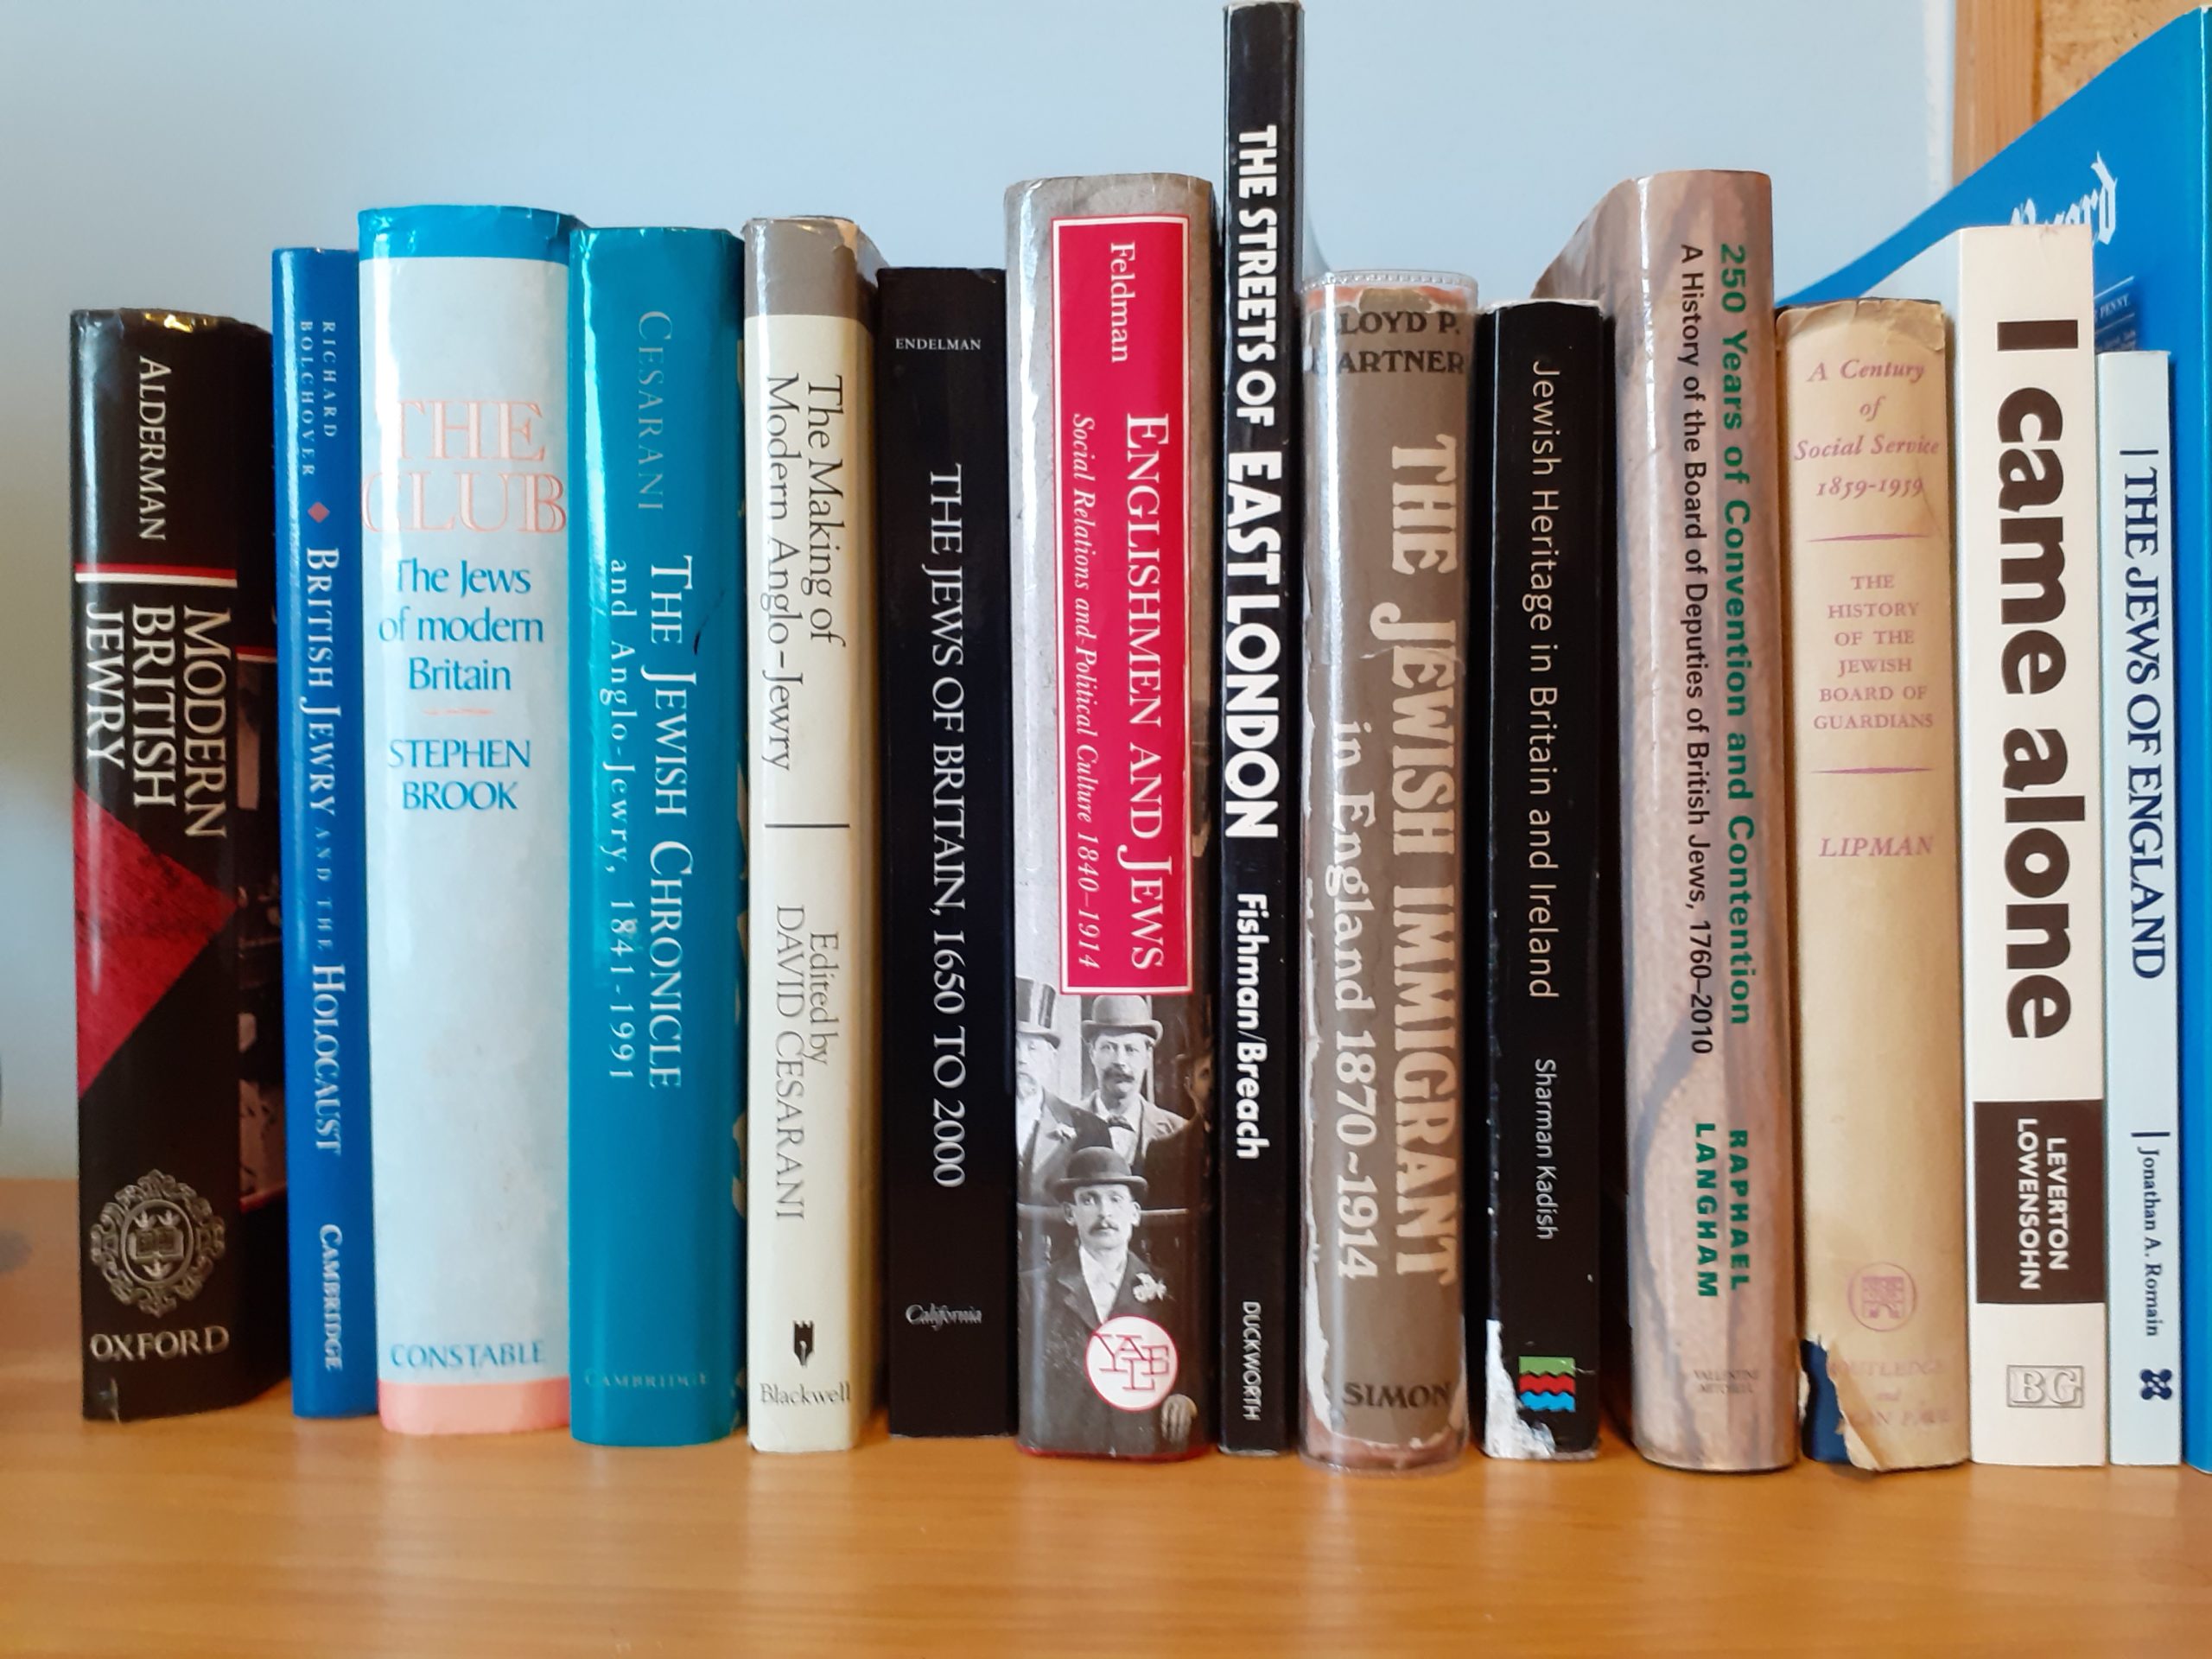 ALDERMAN
MODERN
BRITISH
JEWRY
OXFORD
RICHARD
BOLCHOVER
BRITISH JEWRY AND THE HOLOCAUST
CAMBRIDGE
THE
CLUB
The Jews
of modern
Britain
STEPHEN
BROOK
CONSTABLE
CESARANI
THE JEWISH CHRONICLE
and Anglo-Jewry, 1841-1991
CAMBRIDGE
The Making of
Modern Anglo-Jewry
Edited by
DAVID CESARANI
Blackwell
ENDELMAN
THE JEWS OF BRITAIN, 1650 TO 2000
California
Feldman
ENGLISHMEN AND JEWS
Social Relations and Political Culture 1840-1914
YALE
THE STREETS OF EAST LONDON
Fishman/Breach
DUCKWORTH
LOYD P.
ARTNER
THE JEWISH IMMIGRANT
in England 1870~1914
SIMON
Jewish Heritage in Britain and Ireland
Sharman Kadish
250 Years of Convention and Contention
A History of the Board of Deputies of British Jews, 1760–2010
RAPHAEL
LANGHAM
VALLENTINE
MITCHELL
A Century
of
Social Service
1859-1959
THE
HISTORY
OF THE
JEWISH
BOARD OF
GUARDIANS
LIPMAN
and
I came alone
LEVERTON
LOWENSOHN
BG
THE JEWS OF ENGLAND
Jonathan A. Romain
PENNY.